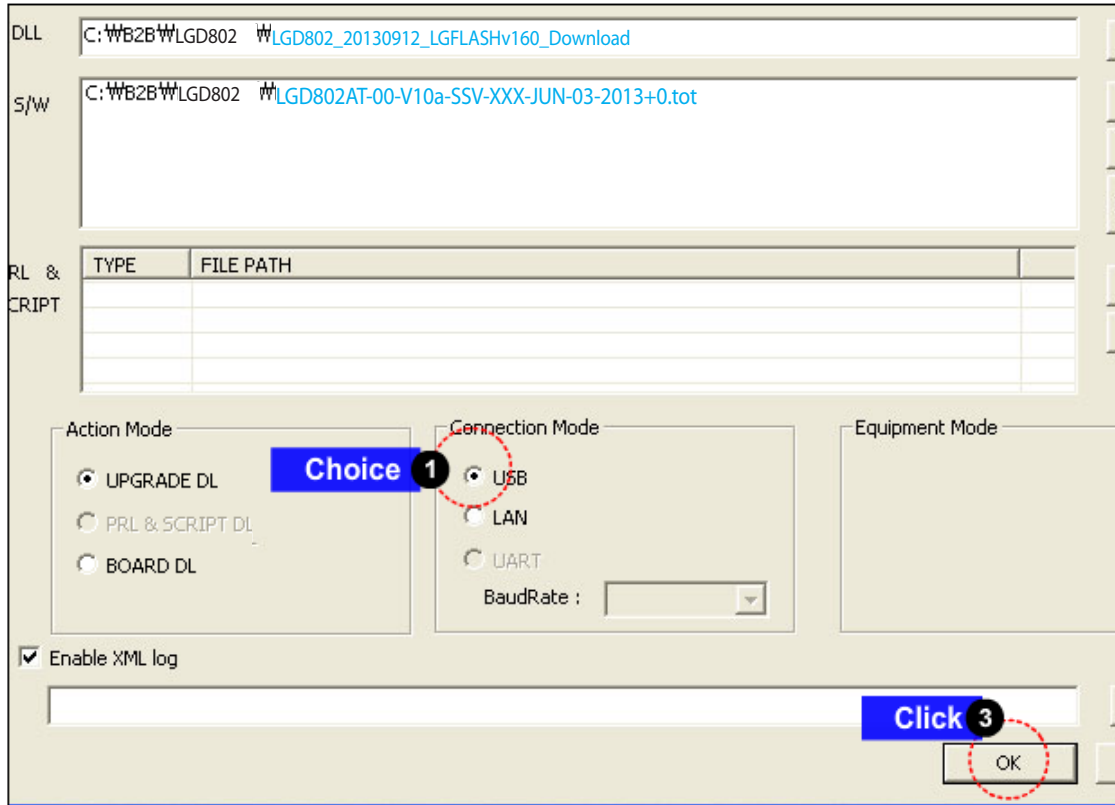 DLL
C:₩B2B₩LGD802 ₩LGD802_20130912_LGFLASHv160_Download
S/W
C:₩B2B₩LGD802 ₩LGD802AT-00-V10a-SSV-XXX-JUN-03-2013+0.tot
RL &
CRIPT
TYPE FILE PATH
Action Mode
UPGRADE DL
PRL & SCRIPT DL
BOARD DL
Choice 1
Connection Mode
USB
LAN
UART
BaudRate :
Equipment Mode
Enable XML log
Click 3
OK